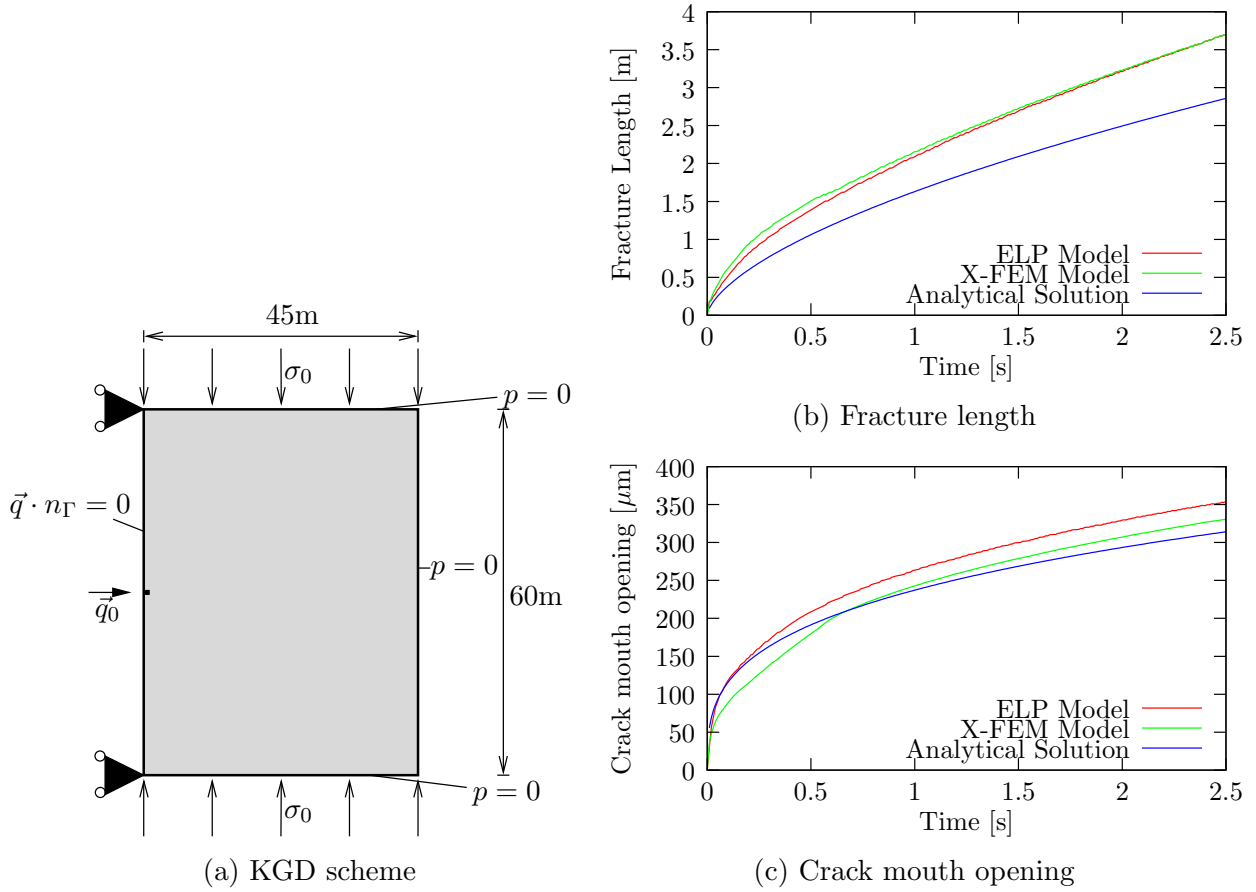 45m
σ₀
p = 0
q⃗ · n_Γ = 0
p = 0
60m
q⃗₀
p = 0
σ₀
(a) KGD scheme
Fracture Length [m]
4
3.5
3
2.5
2
1.5
1
0.5
0
ELP Model
X-FEM Model
Analytical Solution
0 0.5 1 1.5 2 2.5
Time [s]
(b) Fracture length
Crack mouth opening [μm]
400
350
300
250
200
150
100
50
0
ELP Model
X-FEM Model
Analytical Solution
0 0.5 1 1.5 2 2.5
Time [s]
(c) Crack mouth opening